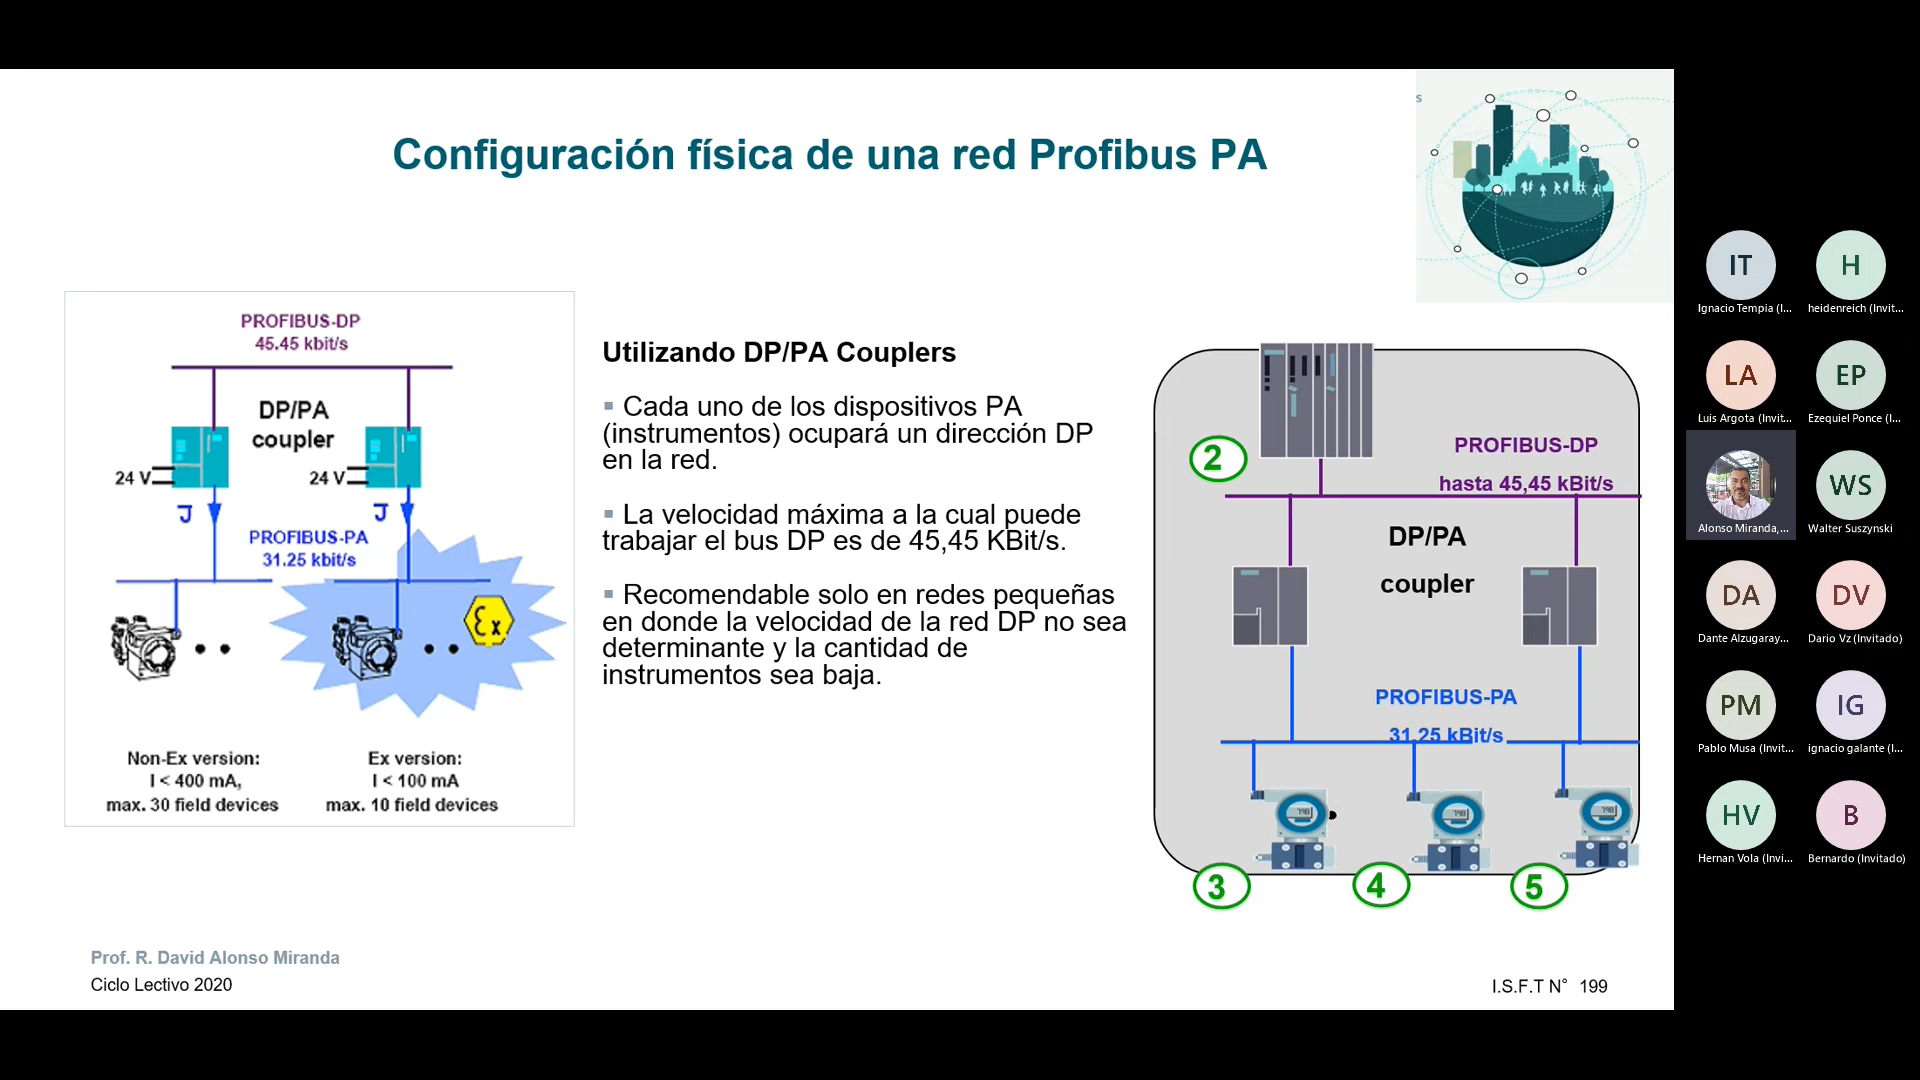 s
Configuración física de una red Profibus PA
PROFIBUS-DP
45.45 kbit/s
DP/PA
coupler
24 V
24 V
J
J
PROFIBUS-PA
31.25 kbit/s
Ex
Non-Ex version:
I < 400 mA,
max. 30 field devices
Ex version:
I < 100 mA
max. 10 field devices
Utilizando DP/PA Couplers
▪ Cada uno de los dispositivos PA
(instrumentos) ocupará un dirección DP
en la red.
▪ La velocidad máxima a la cual puede
trabajar el bus DP es de 45,45 KBit/s.
▪ Recomendable solo en redes pequeñas
en donde la velocidad de la red DP no sea
determinante y la cantidad de
instrumentos sea baja.
2
PROFIBUS-DP
hasta 45,45 kBit/s
DP/PA
coupler
PROFIBUS-PA
31.25 kBit/s
3
4
5
Prof. R. David Alonso Miranda
Ciclo Lectivo 2020
I.S.F.T N° 199
IT
Ignacio Tempia (I...
H
heidenreich (Invit...
LA
Luis Argota (Invit...
EP
Ezequiel Ponce (I...
Alonso Miranda,...
WS
Walter Suszynski
DA
Dante Alzugaray...
DV
Dario Vz (Invitado)
PM
Pablo Musa (Invit...
IG
ignacio galante (I...
HV
Hernan Vola (Invi...
B
Bernardo (Invitado)